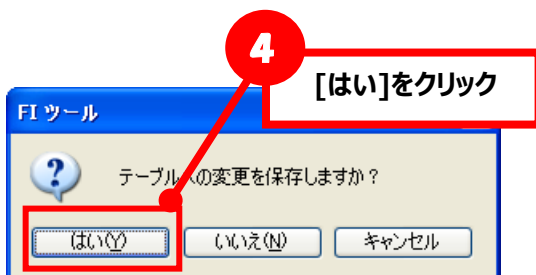 4
[はい]をクリック
FI ツール
テーブルへの変更を保存しますか?
はい(Y)
いいえ(N)
キャンセル